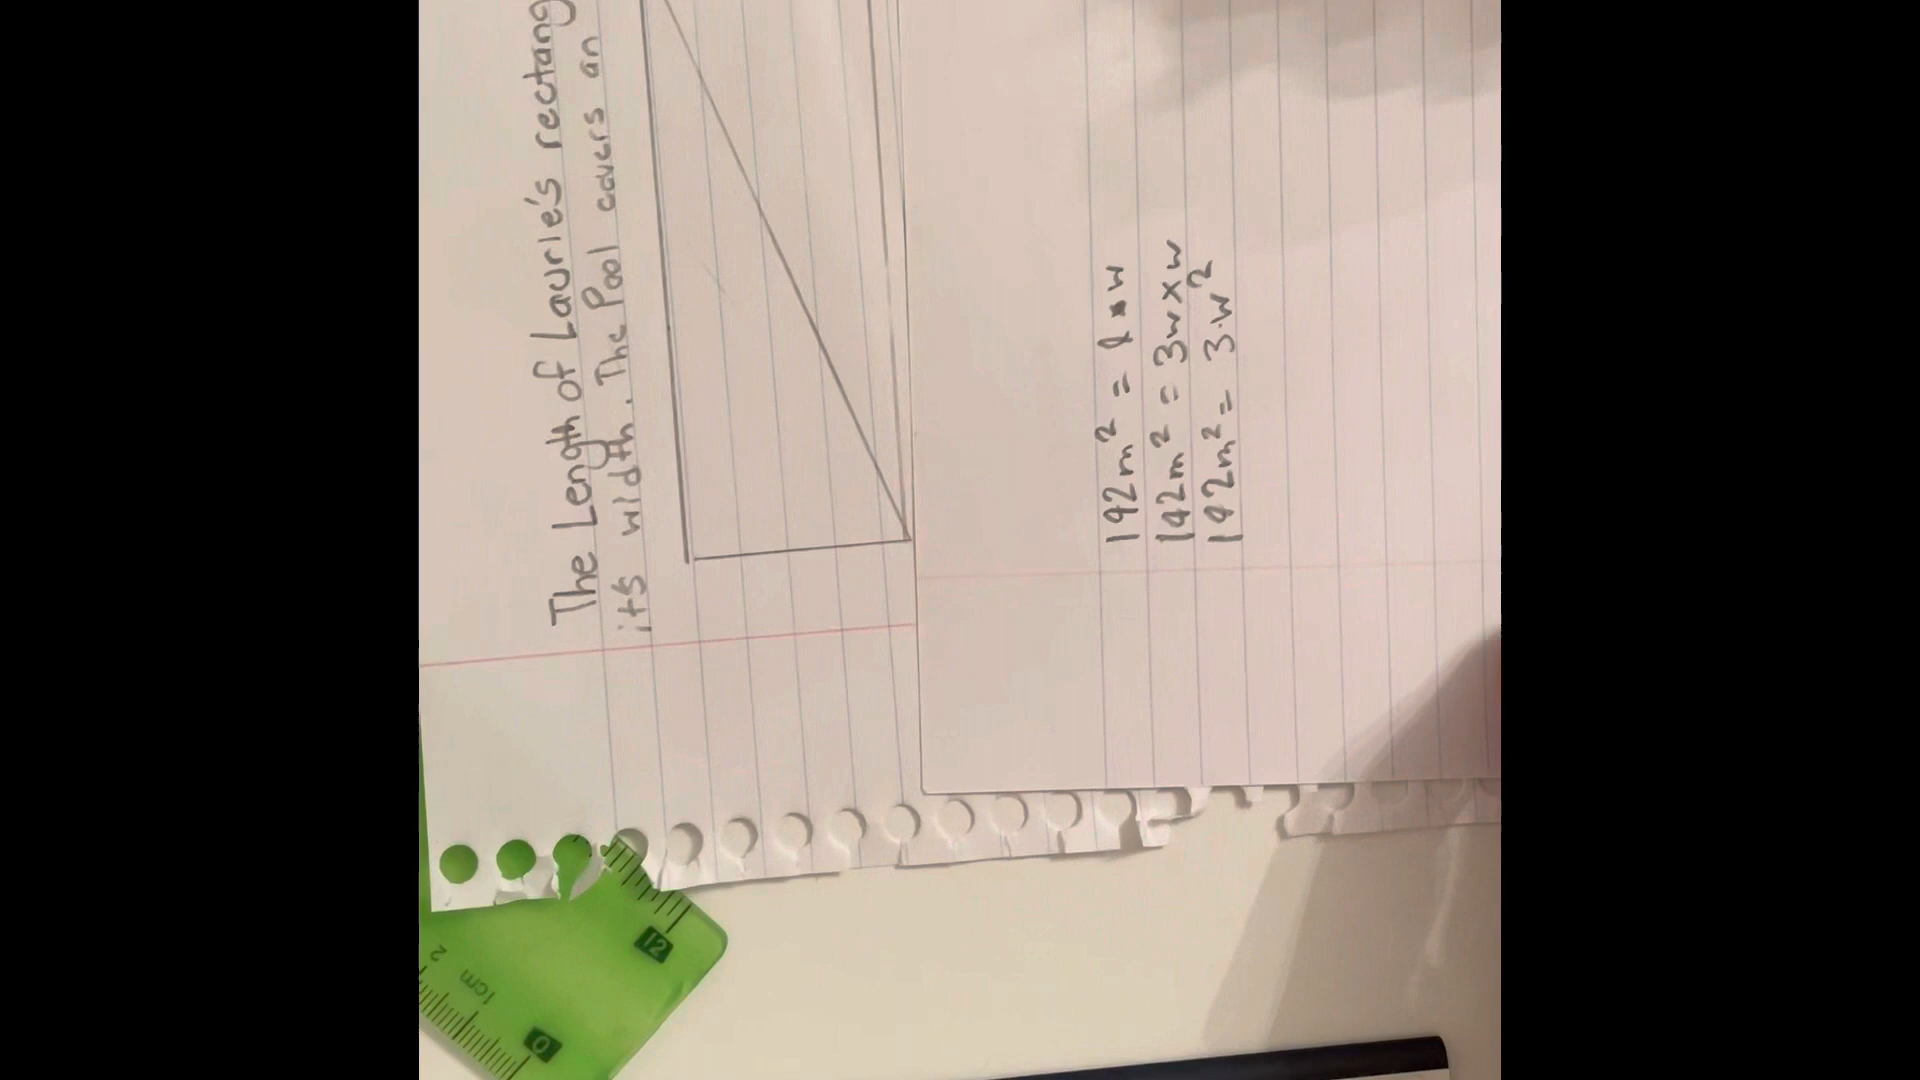 The Length of Laurie's rectang
its width. The Pool covers an
192m² = l x w
192m² = 3w x w
192m² = 3·w²
12
2
1cm
0